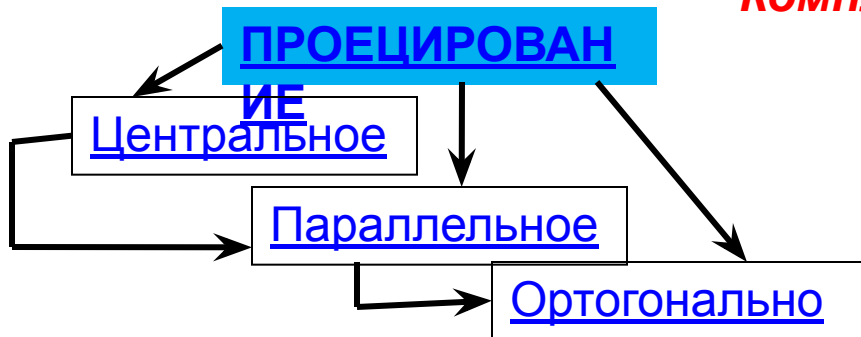 ПРОЕЦИРОВАН
ИЕ
Центральное
Параллельное
Ортогонально